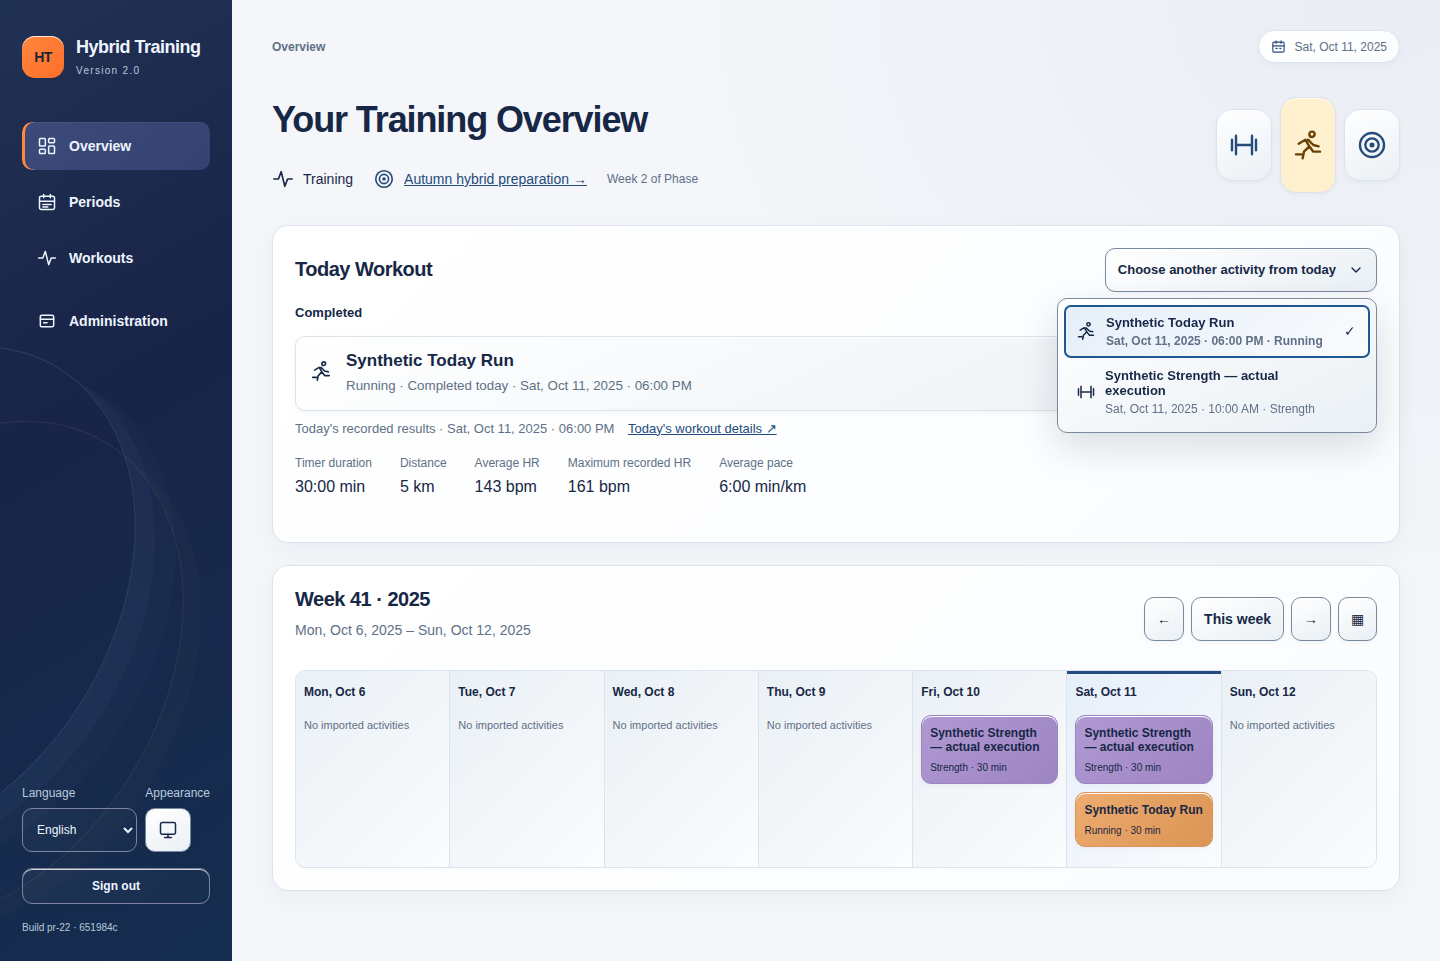 HT
Hybrid Training
Version 2.0
Overview
Periods
Workouts
Administration
Language
Appearance
English
Sign out
Build pr-22 · 651984c
Overview
Sat, Oct 11, 2025
Your Training Overview
Training
Autumn hybrid preparation →
Week 2 of Phase
Today Workout
Choose another activity from today
Completed
Synthetic Today Run
Running · Completed today · Sat, Oct 11, 2025 · 06:00 PM
Synthetic Today Run
Sat, Oct 11, 2025 · 06:00 PM · Running
✓
Synthetic Strength — actual
execution
Sat, Oct 11, 2025 · 10:00 AM · Strength
Today's recorded results · Sat, Oct 11, 2025 · 06:00 PM
Today's workout details ↗
Timer duration
30:00 min
Distance
5 km
Average HR
143 bpm
Maximum recorded HR
161 bpm
Average pace
6:00 min/km
Week 41 · 2025
Mon, Oct 6, 2025 – Sun, Oct 12, 2025
←
This week
→
▦
Mon, Oct 6
No imported activities
Tue, Oct 7
No imported activities
Wed, Oct 8
No imported activities
Thu, Oct 9
No imported activities
Fri, Oct 10
Synthetic Strength
— actual execution
Strength · 30 min
Sat, Oct 11
Synthetic Strength
— actual execution
Strength · 30 min
Synthetic Today Run
Running · 30 min
Sun, Oct 12
No imported activities